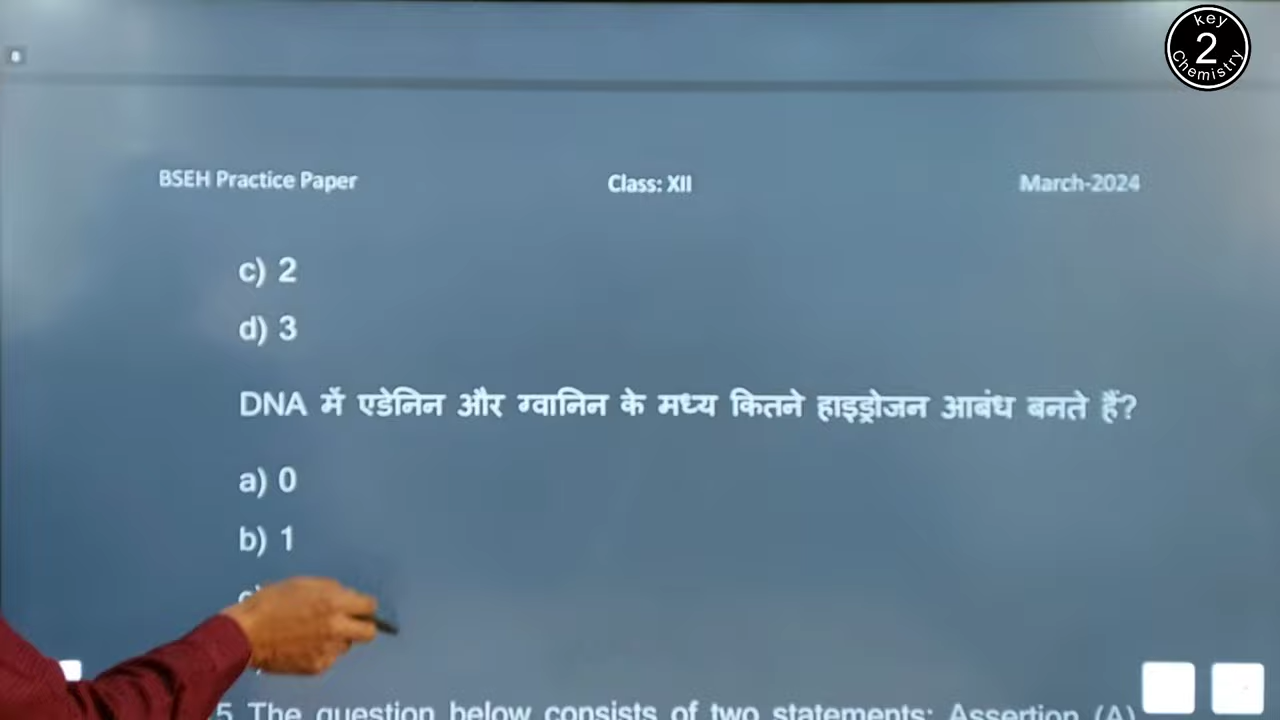 key
2
Chemistry
BSEH Practice Paper Class: XII March-2024
c) 2
d) 3
DNA में एडेनिन और ग्वानिन के मध्य कितने हाइड्रोजन आबंध बनते हैं?
a) 0
b) 1
5 The question below consists of two statements: Assertion (A)